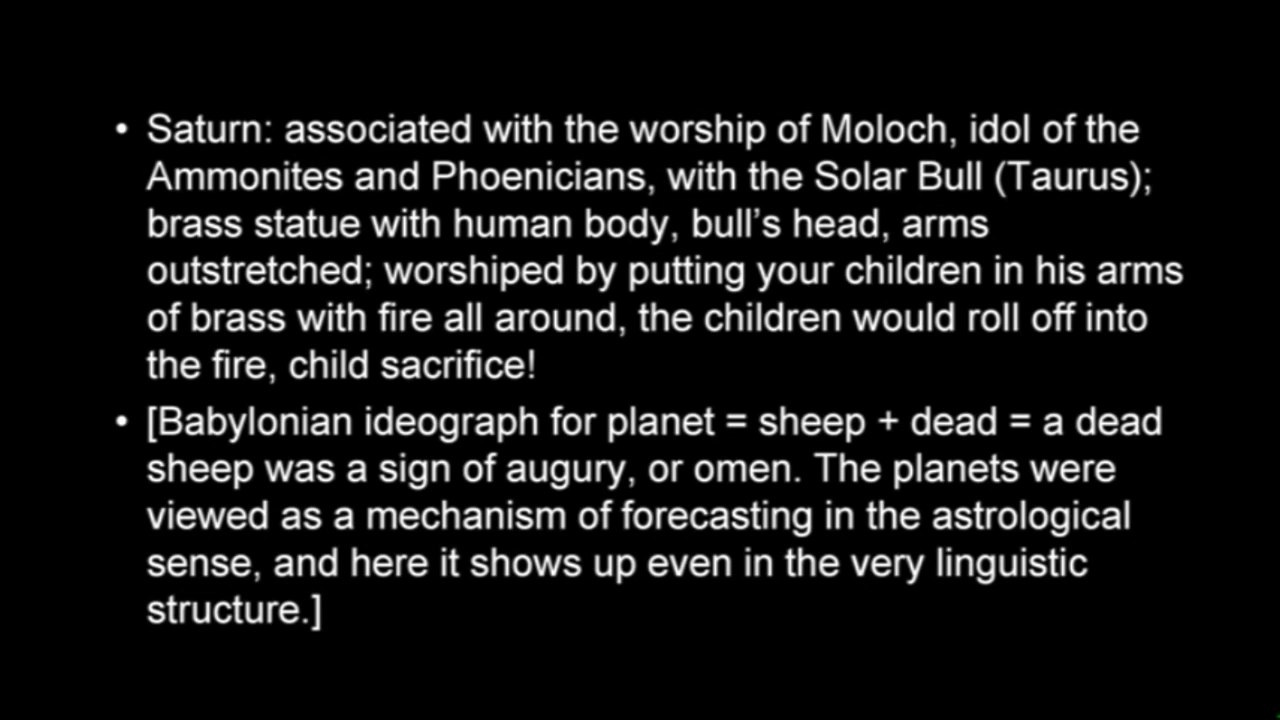 • Saturn: associated with the worship of Moloch, idol of the
Ammonites and Phoenicians, with the Solar Bull (Taurus);
brass statue with human body, bull’s head, arms
outstretched; worshiped by putting your children in his arms
of brass with fire all around, the children would roll off into
the fire, child sacrifice!
• [Babylonian ideograph for planet = sheep + dead = a dead
sheep was a sign of augury, or omen. The planets were
viewed as a mechanism of forecasting in the astrological
sense, and here it shows up even in the very linguistic
structure.]